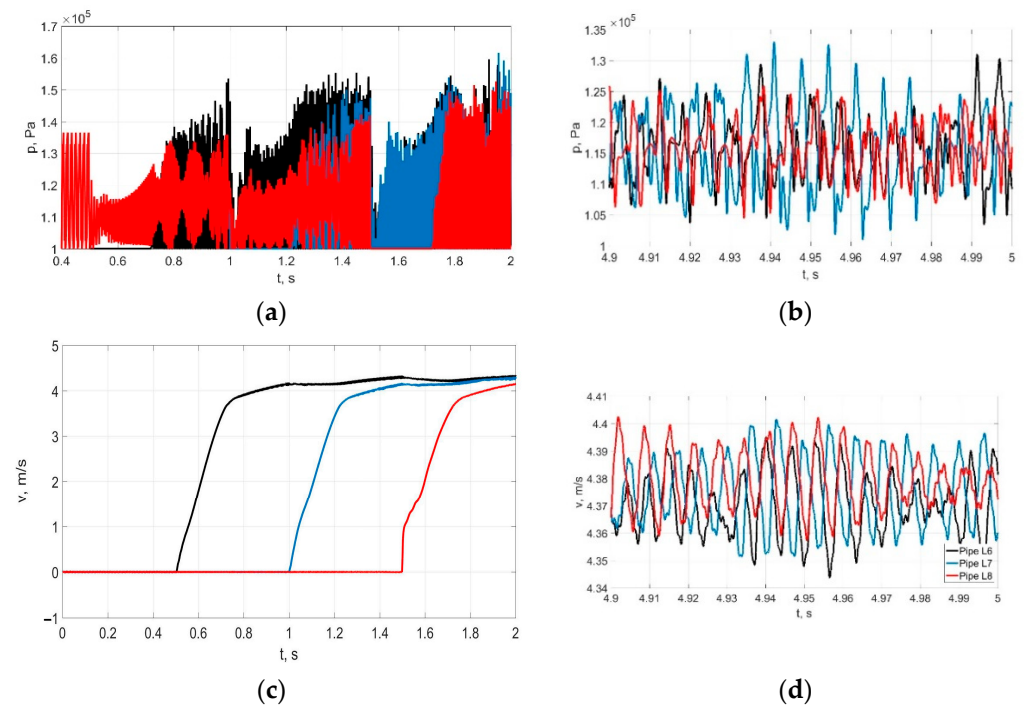 ×10⁵
1.7
1.6
1.5
1.4
1.3
1.2
1.1
1
p, Pa
0.4 0.6 0.8 1 1.2 1.4 1.6 1.8 2
t, s
(a)
×10⁵
1.35
1.3
1.25
1.2
1.15
1.1
1.05
1
p, Pa
4.9 4.91 4.92 4.93 4.94 4.95 4.96 4.97 4.98 4.99 5
t, s
(b)
5
4
3
2
1
0
−1
v, m/s
0 0.2 0.4 0.6 0.8 1 1.2 1.4 1.6 1.8 2
t, s
(c)
4.41
4.4
4.39
4.38
4.37
4.36
4.35
4.34
v, m/s
Pipe L6
Pipe L7
Pipe L8
4.9 4.91 4.92 4.93 4.94 4.95 4.96 4.97 4.98 4.99 5
t, s
(d)